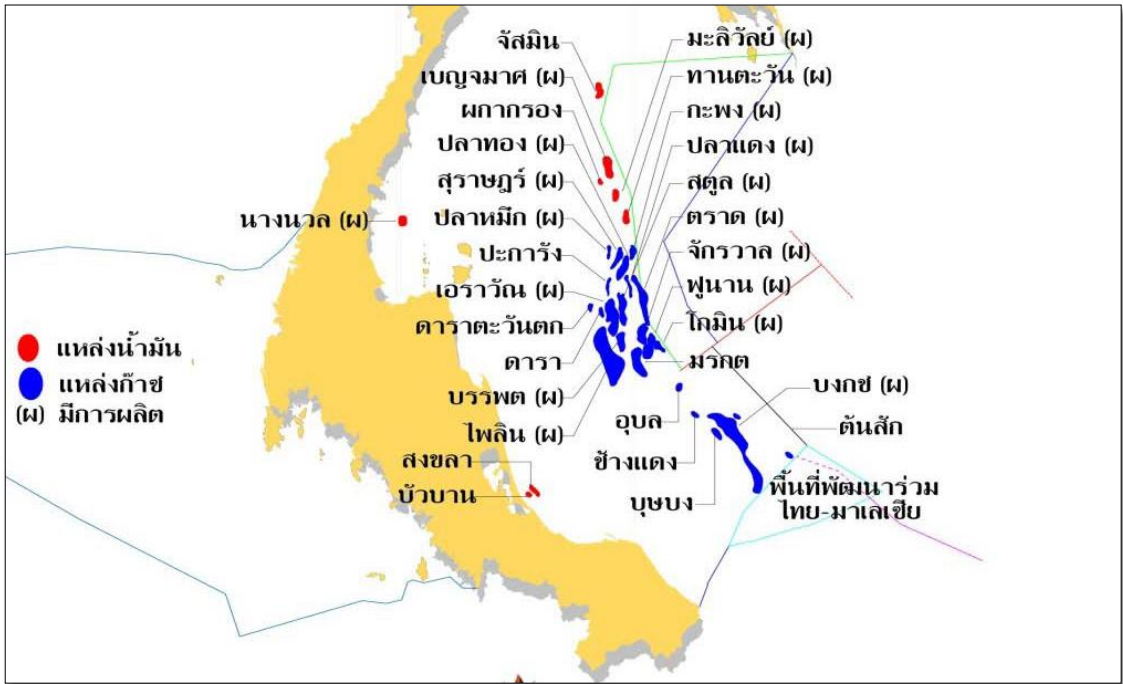 จัสมิน
เบญจมาศ (ผ)
ผกากรอง
ปลาทอง (ผ)
สุราษฎร์ (ผ)
นางนวล (ผ)
ปลาหมึก (ผ)
ปะการัง
เอราวัณ (ผ)
ดาราตะวันตก
ดารา
บรรพต (ผ)
ไพลิน (ผ)
สงขลา
บัวบาน
มะลิวัลย์ (ผ)
ทานตะวัน (ผ)
กะพง (ผ)
ปลาแดง (ผ)
สตูล (ผ)
ตราด (ผ)
จักรวาล (ผ)
ฟูนาน (ผ)
โกมิน (ผ)
มรกต
อุบล
ช้างแดง
บุษบง
บงกช (ผ)
ต้นสัก
พื้นที่พัฒนาร่วม
ไทย-มาเลเซีย
แหล่งน้ำมัน
แหล่งก๊าซ
(ผ) มีการผลิต